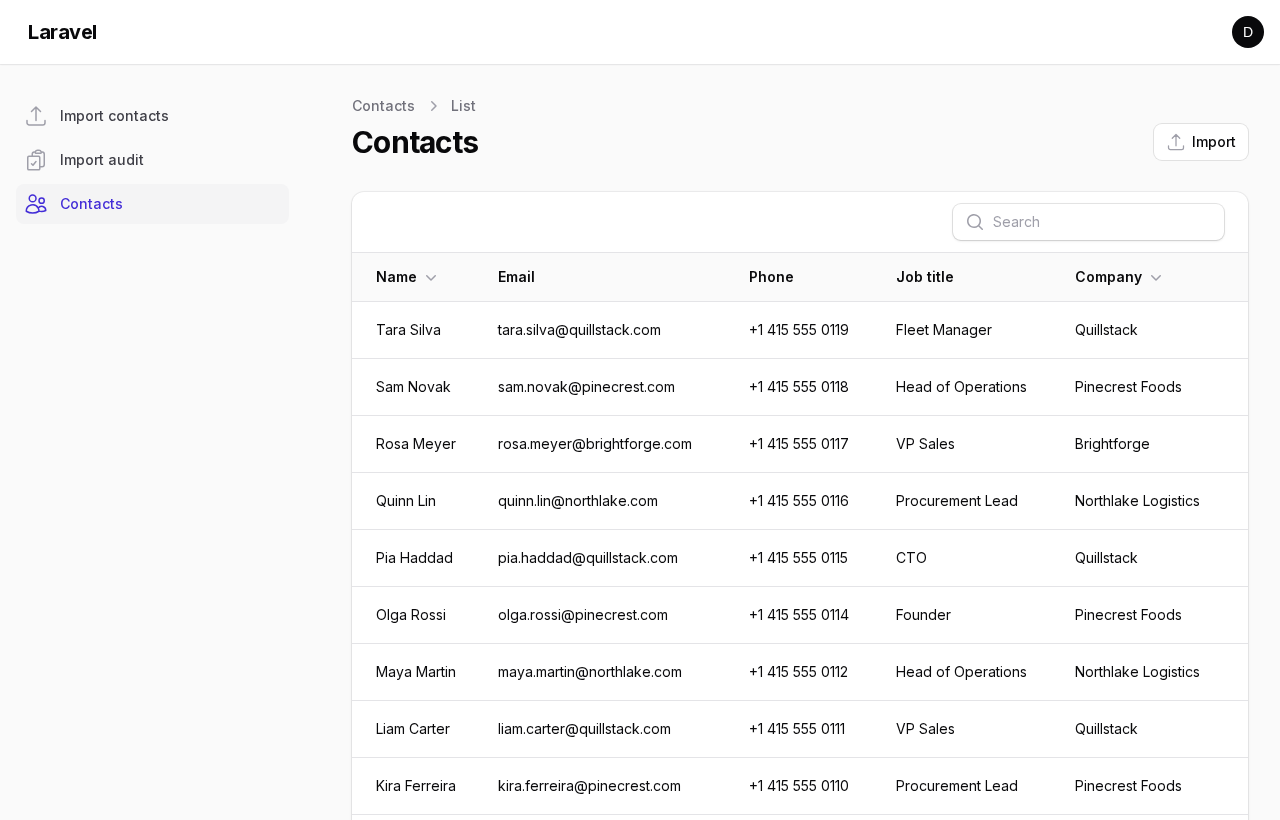 Laravel
D
Import contacts
Import audit
Contacts
Contacts List
Contacts
Import
Search
Name Email Phone Job title Company
Tara Silva tara.silva@quillstack.com +1 415 555 0119 Fleet Manager Quillstack
Sam Novak sam.novak@pinecrest.com +1 415 555 0118 Head of Operations Pinecrest Foods
Rosa Meyer rosa.meyer@brightforge.com +1 415 555 0117 VP Sales Brightforge
Quinn Lin quinn.lin@northlake.com +1 415 555 0116 Procurement Lead Northlake Logistics
Pia Haddad pia.haddad@quillstack.com +1 415 555 0115 CTO Quillstack
Olga Rossi olga.rossi@pinecrest.com +1 415 555 0114 Founder Pinecrest Foods
Maya Martin maya.martin@northlake.com +1 415 555 0112 Head of Operations Northlake Logistics
Liam Carter liam.carter@quillstack.com +1 415 555 0111 VP Sales Quillstack
Kira Ferreira kira.ferreira@pinecrest.com +1 415 555 0110 Procurement Lead Pinecrest Foods